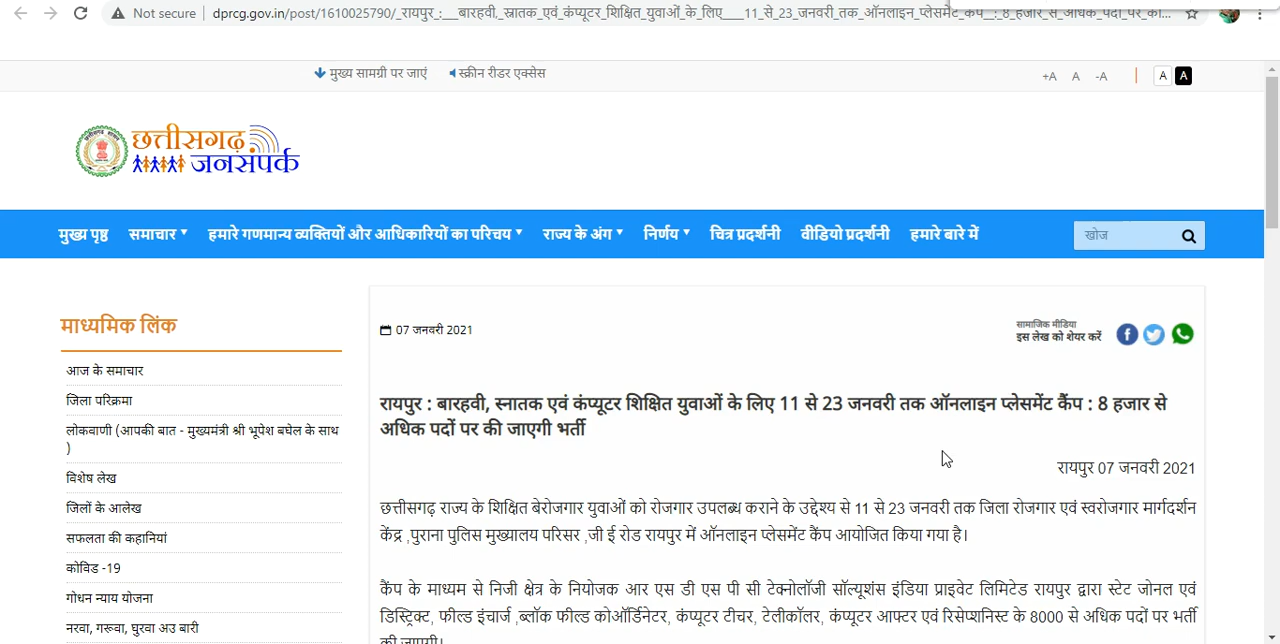 Not secure | dprcg.gov.in/post/1610025790/_रायपुर_:___बारहवी,_स्नातक_एवं_कंप्यूटर_शिक्षित_युवाओं_के_लिए____11_से_23_जनवरी_तक_ऑनलाइन_प्लेसमेंट_कैंप__:_8_हजार_से_अधिक_पदों_पर_की...
मुख्य सामग्री पर जाएं स्क्रीन रीडर एक्सेस
+A A -A A A
छत्तीसगढ़
जनसंपर्क
मुख्य पृष्ठ समाचार हमारे गणमान्य व्यक्तियों और आधिकारियों का परिचय राज्य के अंग निर्णय चित्र प्रदर्शनी वीडियो प्रदर्शनी हमारे बारे में खोज
माध्यमिक लिंक
आज के समाचार
जिला परिक्रमा
लोकवाणी (आपकी बात - मुख्यमंत्री श्री भूपेश बघेल के साथ
)
विशेष लेख
जिलों के आलेख
सफलता की कहानियां
कोविड -19
गोधन न्याय योजना
नरवा, गरूवा, घुरवा अउ बारी
07 जनवरी 2021
सामाजिक मीडिया
इस लेख को शेयर करें
रायपुर : बारहवी, स्नातक एवं कंप्यूटर शिक्षित युवाओं के लिए 11 से 23 जनवरी तक ऑनलाइन प्लेसमेंट कैंप : 8 हजार से
अधिक पदों पर की जाएगी भर्ती
रायपुर 07 जनवरी 2021
छत्तीसगढ़ राज्य के शिक्षित बेरोजगार युवाओं को रोजगार उपलब्ध कराने के उद्देश्य से 11 से 23 जनवरी तक जिला रोजगार एवं स्वरोजगार मार्गदर्शन
केंद्र ,पुराना पुलिस मुख्यालय परिसर ,जी ई रोड रायपुर में ऑनलाइन प्लेसमेंट कैंप आयोजित किया गया है।
कैंप के माध्यम से निजी क्षेत्र के नियोजक आर एस डी एस पी सी टेक्नोलॉजी सॉल्यूशंस इंडिया प्राइवेट लिमिटेड रायपुर द्वारा स्टेट जोनल एवं
डिस्ट्रिक्ट, फील्ड इंचार्ज ,ब्लॉक फील्ड कोऑर्डिनेटर, कंप्यूटर टीचर, टेलीकॉलर, कंप्यूटर आफ्टर एवं रिसेप्शनिस्ट के 8000 से अधिक पदों पर भर्ती
की जाएगी।